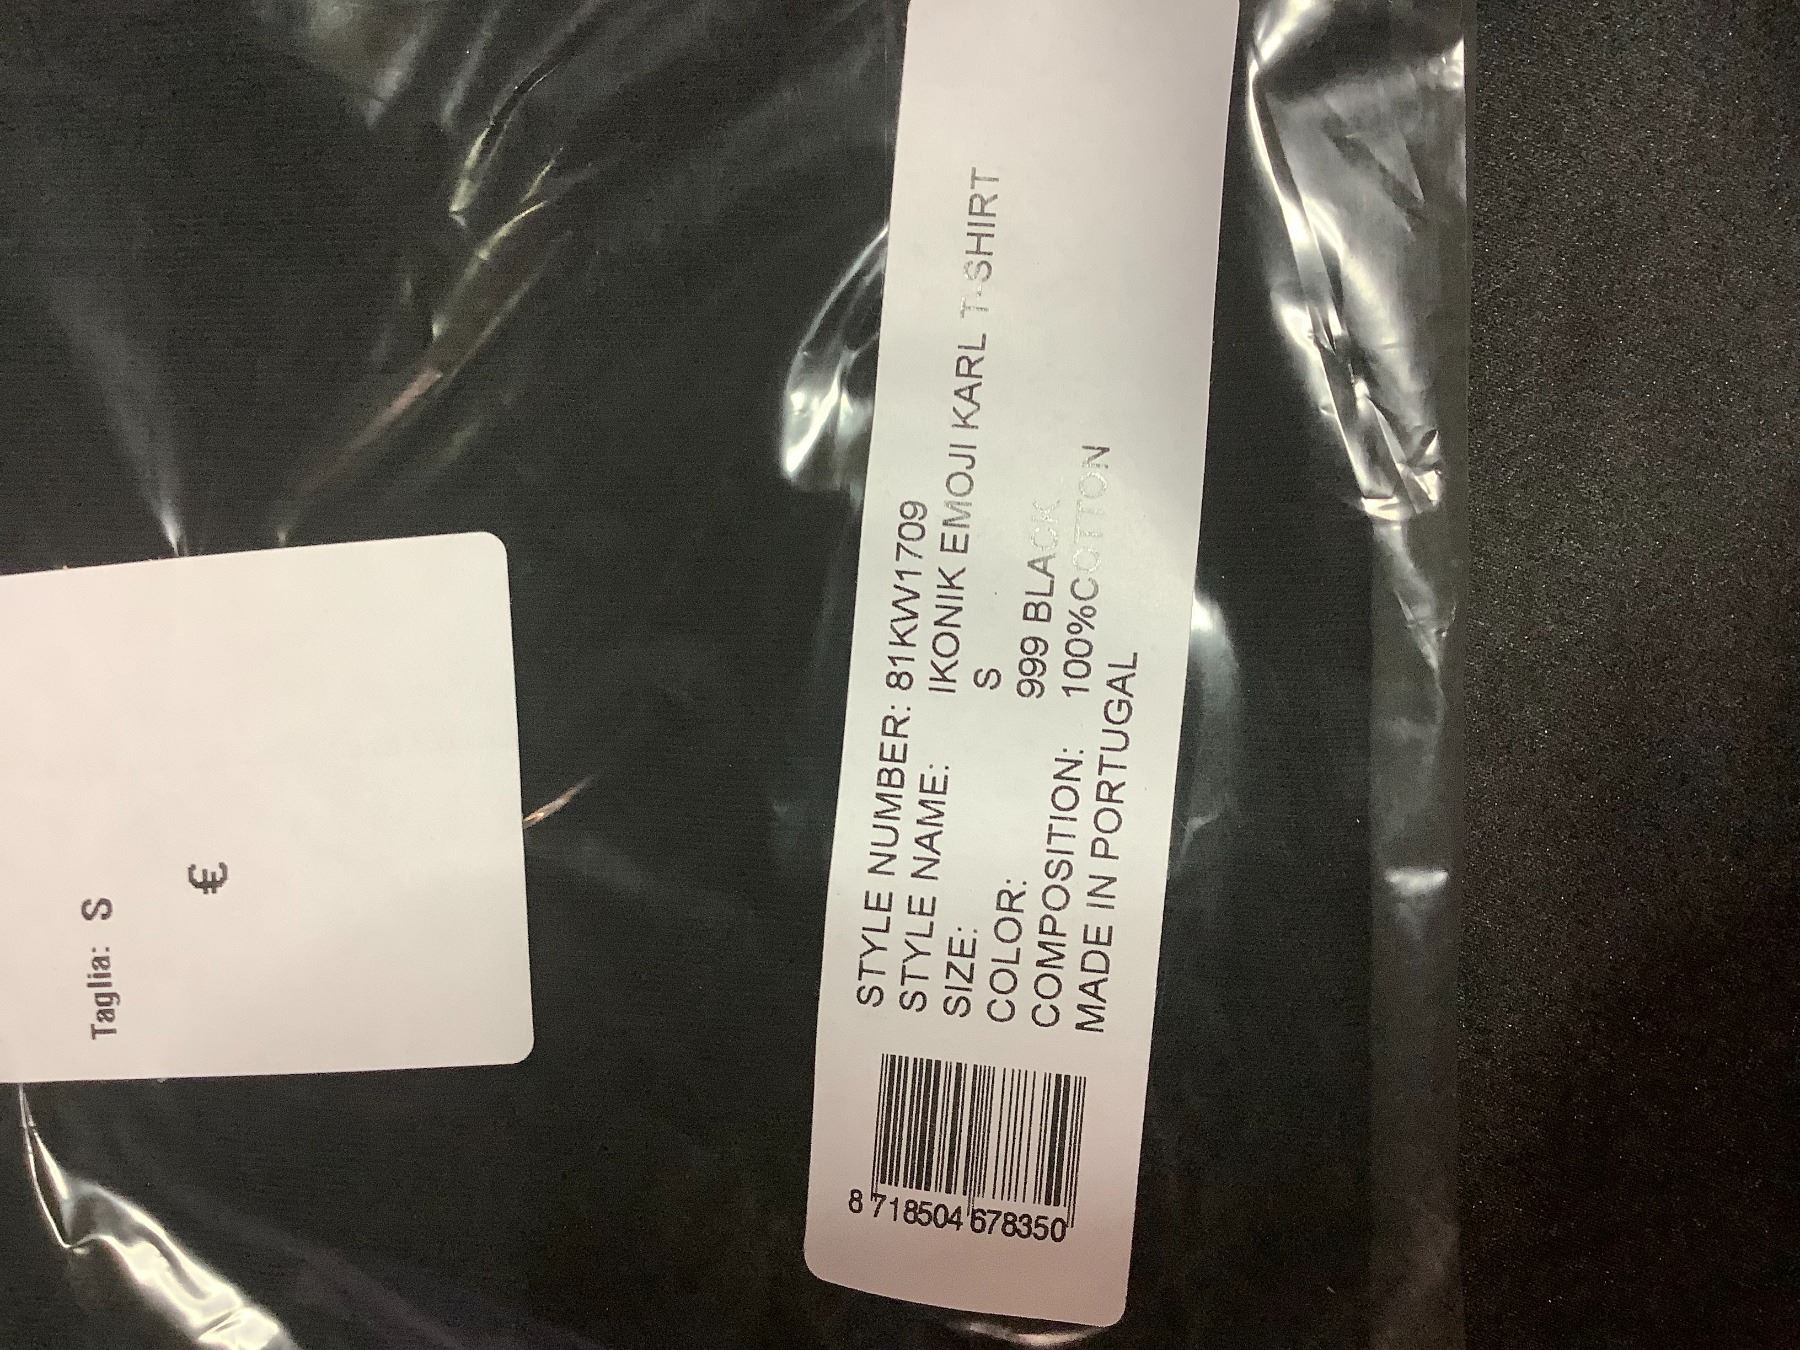 Taglia: S
€
STYLE NUMBER: 81KW1709
STYLE NAME: IKONIK EMOJI KARL T-SHIRT
SIZE: S
COLOR: 999 BLACK
COMPOSITION: 100%COTTON
MADE IN PORTUGAL
8 718504 678350